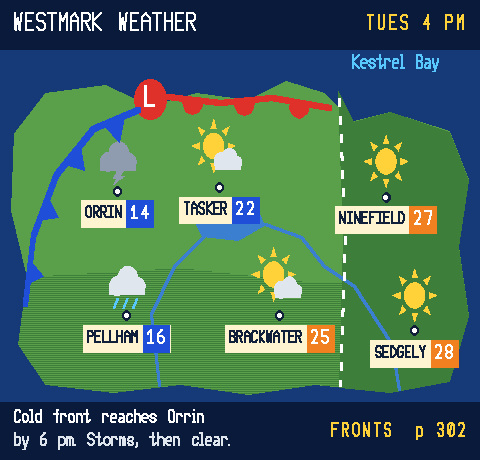 WESTMARK WEATHER
TUES 4 PM
Kestrel Bay
L
ORRIN 14
TASKER 22
NINEFIELD 27
PELLHAM 16
BRACKWATER 25
SEDGELY 28
Cold front reaches Orrin
by 6 pm. Storms, then clear.
FRONTS p 302